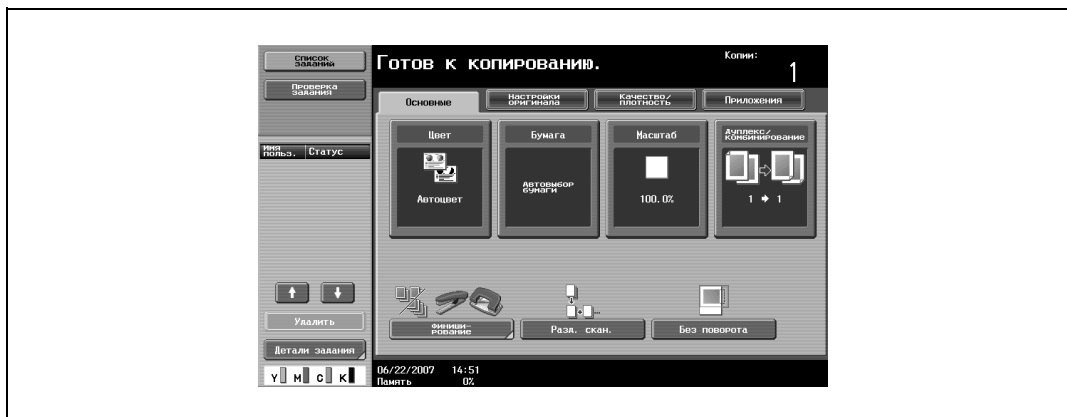 Список
задании
Проверка
задания
Имя
польз.
Статус
Удалить
Детали задания
Y M C K
Готов к копированию.
Копии:
1
Основные
Настройки
оригинала
Качество/
плотность
Приложения
Цвет
Автоцвет
Бумага
Автовыбор
бумаги
Масштаб
100.0%
Дуплекс/
Комбинирование
1 ➔ 1
Финиши-
рование
Разд. скан.
Без поворота
06/22/2007 14:51
Память 0%